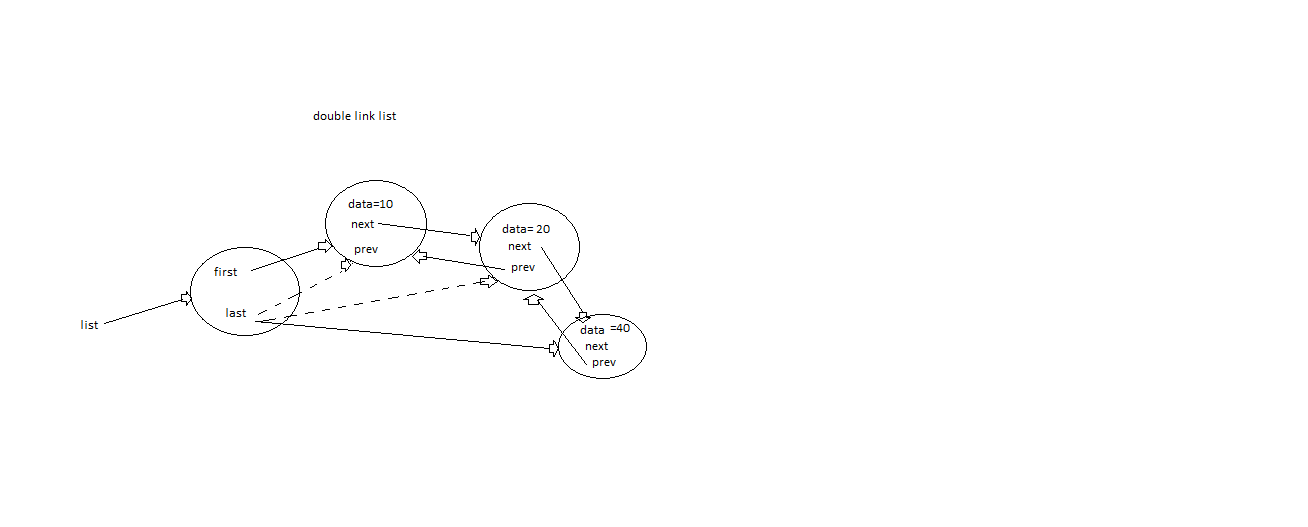 double link list
data=10
next
prev
data= 20
next
prev
first
last
list
data =40
next
prev